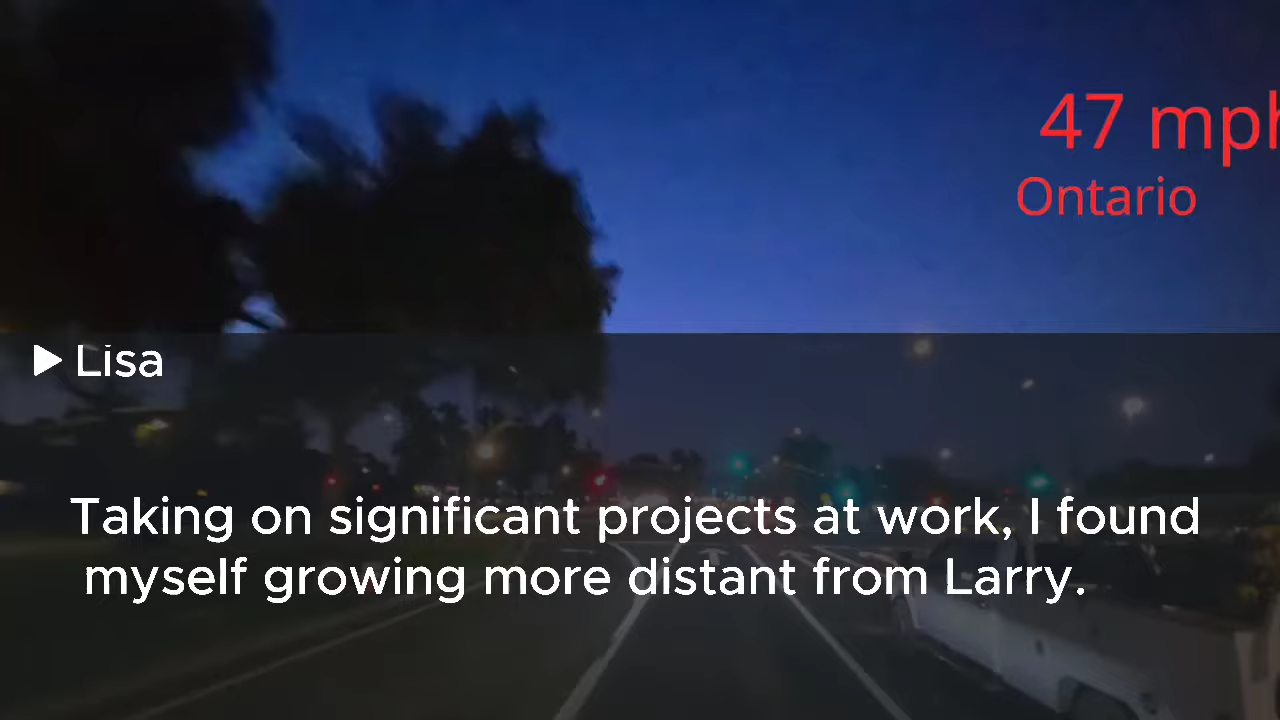 47 mph
Ontario
Lisa
Taking on significant projects at work, I found
myself growing more distant from Larry.